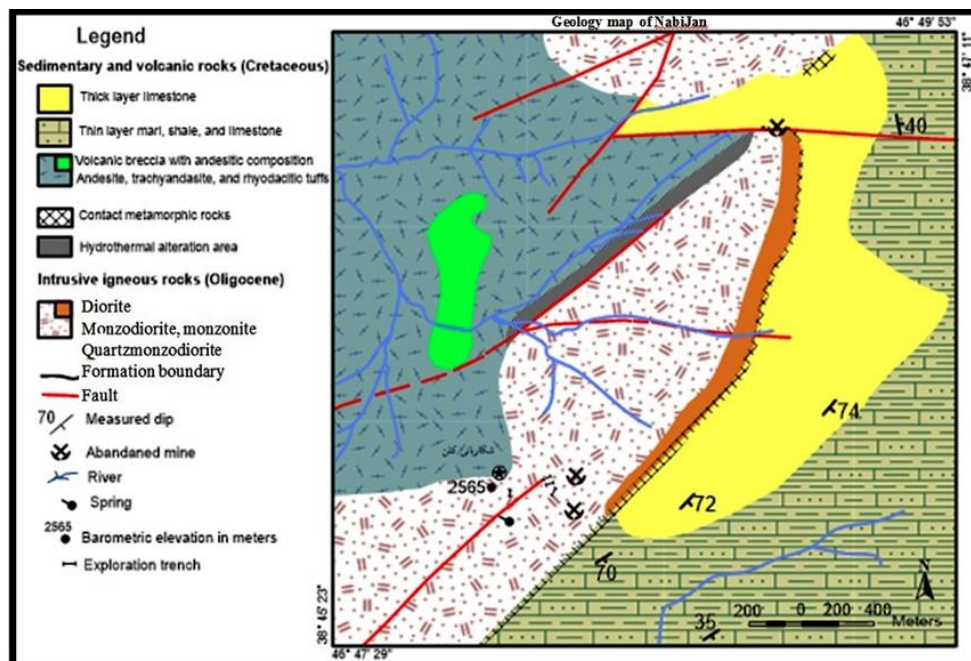 Geology map of NabiJan
46° 49' 53"
38° 47' 11"
Legend
Sedimentary and volcanic rocks (Cretaceous)
Thick layer limestone
Thin layer marl, shale, and limestone
Volcanic breccia with andesitic composition
Andesite, trachyandasite, and rhyodacitic tuffs
Contact metamorphic rocks
Hydrothermal alteration area
Intrusive igneous rocks (Oligocene)
Diorite
Monzodiorite, monzonite
Quartzmonzodiorite
Formation boundary
Fault
70 Measured dip
Abandaned mine
River
Spring
2565 Barometric elevation in meters
Exploration trench
40
74
72
70
35
2565
N
200 0 200 400
Meters
38° 45' 23"
46° 47' 29"